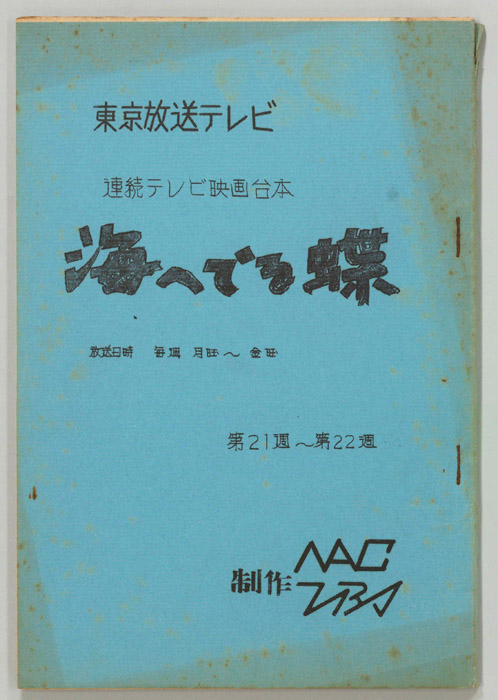 東京放送テレビ
連続テレビ映画台本
海へでる蝶
放送日時 毎週 月曜～金曜
第21週～第22週
制作 NAC
TBS